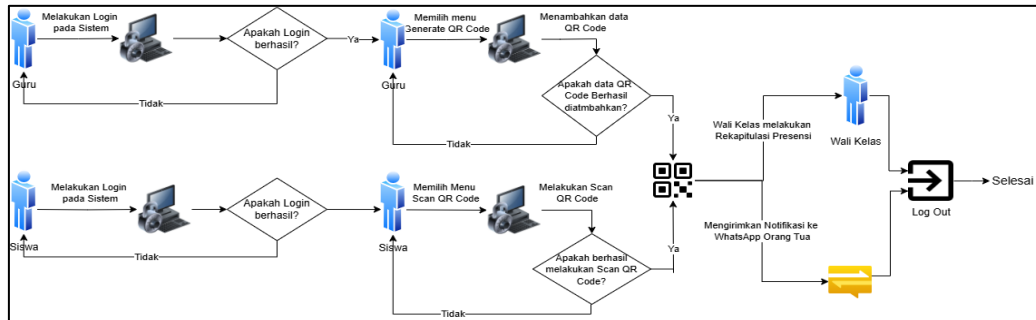 Melakukan Login
pada Sistem
Guru
Apakah Login
berhasil?
Ya
Tidak
Memilih menu
Generate QR Code
Guru
Menambahkan data
QR Code
Apakah data QR
Code Berhasil
diatmbahkan?
Ya
Tidak
Melakukan Login
pada Sistem
Siswa
Apakah Login
berhasil?
Tidak
Memilih Menu
Scan QR Code
Siswa
Melakukan Scan
QR Code
Apakah berhasil
melakukan Scan QR
Code?
Ya
Tidak
Wali Kelas melakukan
Rekapitulasi Presensi
Wali Kelas
Mengirimkan Notifikasi ke
WhatsApp Orang Tua
Log Out
Selesai